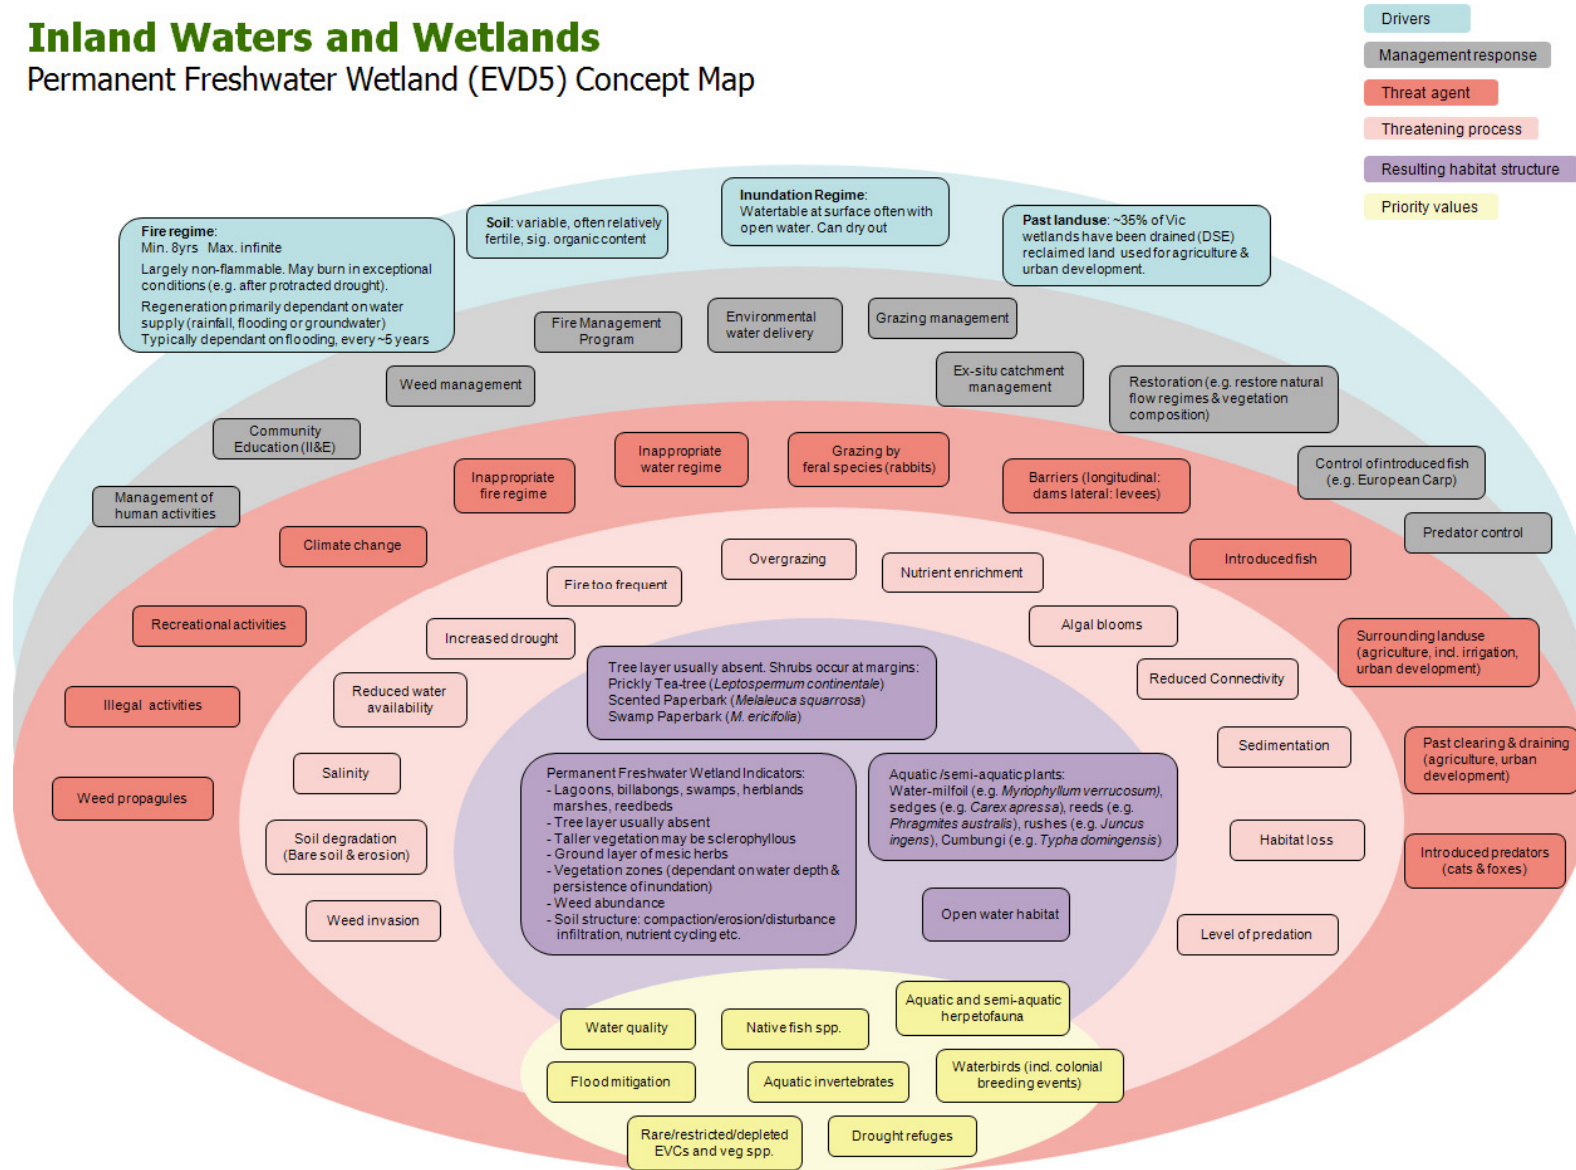 Inland Waters and Wetlands
Permanent Freshwater Wetland (EVD5) Concept Map
Drivers
Management response
Threat agent
Threatening process
Resulting habitat structure
Priority values
Fire regime:
Min. 8yrs Max. infinite
Largely non-flammable. May burn in exceptional
conditions (e.g. after protracted drought).
Regeneration primarily dependant on water
supply (rainfall, flooding or groundwater)
Typically dependant on flooding, every ~5 years
Soil: variable, often relatively
fertile, sig. organic content
Inundation Regime:
Watertable at surface often with
open water. Can dry out
Past landuse: ~35% of Vic
wetlands have been drained (DSE)
reclaimed land used for agriculture &
urban development.
Fire Management
Program
Environmental
water delivery
Grazing management
Weed management
Ex-situ catchment
management
Restoration (e.g. restore natural
flow regimes & vegetation
composition)
Community
Education (II&E)
Control of introduced fish
(e.g. European Carp)
Management of
human activities
Predator control
Inappropriate
fire regime
Inappropriate
water regime
Grazing by
feral species (rabbits)
Barriers (longitudinal:
dams lateral: levees)
Climate change
Introduced fish
Recreational activities
Surrounding landuse
(agriculture, incl. irrigation,
urban development)
Illegal activities
Past clearing & draining
(agriculture, urban
development)
Weed propagules
Introduced predators
(cats & foxes)
Overgrazing
Nutrient enrichment
Fire too frequent
Algal blooms
Increased drought
Reduced Connectivity
Reduced water
availability
Sedimentation
Salinity
Habitat loss
Soil degradation
(Bare soil & erosion)
Weed invasion
Level of predation
Tree layer usually absent. Shrubs occur at margins:
Prickly Tea-tree (Leptospermum continentale)
Scented Paperbark (Melaleuca squarrosa)
Swamp Paperbark (M. ericifolia)
Permanent Freshwater Wetland Indicators:
- Lagoons, billabongs, swamps, herblands
marshes, reedbeds
- Tree layer usually absent
- Taller vegetation may be sclerophyllous
- Ground layer of mesic herbs
- Vegetation zones (dependant on water depth &
persistence of inundation)
- Weed abundance
- Soil structure: compaction/erosion/disturbance
infiltration, nutrient cycling etc.
Aquatic /semi-aquatic plants:
Water-milfoil (e.g. Myriophyllum verrucosum),
sedges (e.g. Carex apressa), reeds (e.g.
Phragmites australis), rushes (e.g. Juncus
ingens), Cumbungi (e.g. Typha domingensis)
Open water habitat
Water quality
Native fish spp.
Aquatic and semi-aquatic
herpetofauna
Flood mitigation
Aquatic invertebrates
Waterbirds (incl. colonial
breeding events)
Rare/restricted/depleted
EVCs and veg spp.
Drought refuges